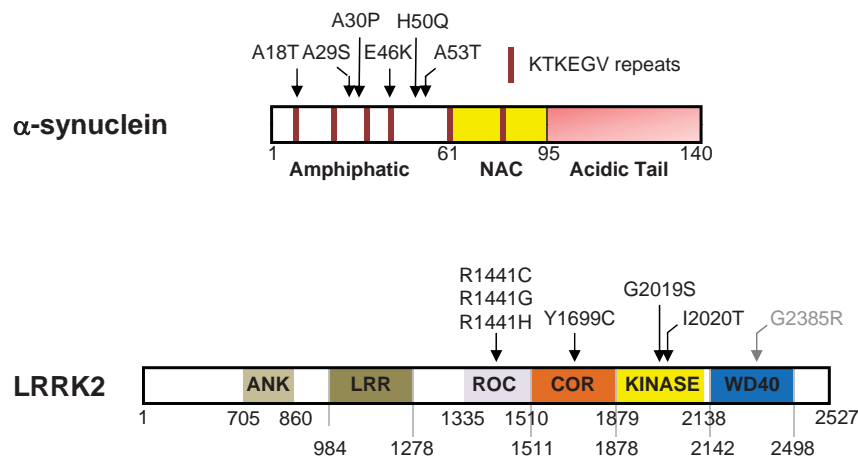 A30P H50Q
A18T A29S E46K A53T
KTKEGV repeats
α-synuclein
1 61 95 140
Amphiphatic NAC Acidic Tail
R1441C
R1441G
R1441H
Y1699C
G2019S
I2020T
G2385R
LRRK2
ANK LRR ROC COR KINASE WD40
1 705 860 1335 1510 1879 2138 2527
984 1278 1511 1878 2142 2498